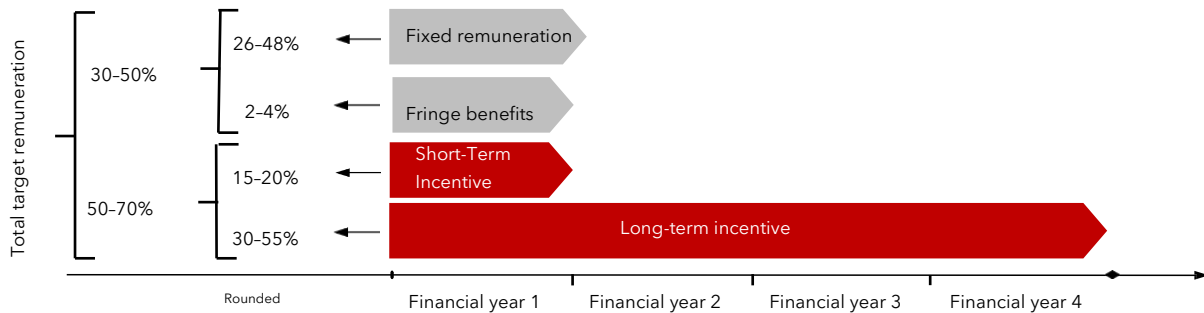 Total target remuneration
30–50%
26–48%
Fixed remuneration
2–4%
Fringe benefits
50–70%
15–20%
Short-Term
Incentive
30–55%
Long-term incentive
Rounded
Financial year 1
Financial year 2
Financial year 3
Financial year 4